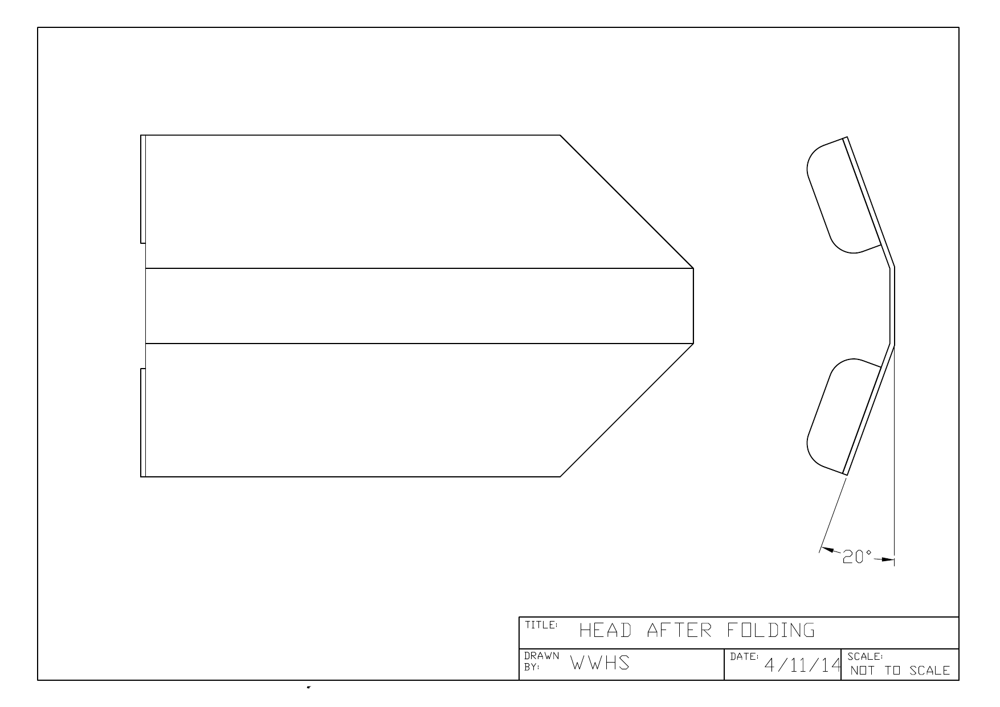 20°
TITLE: HEAD AFTER FOLDING
DRAWN BY: WWHS
DATE: 4/11/14
SCALE: NOT TO SCALE